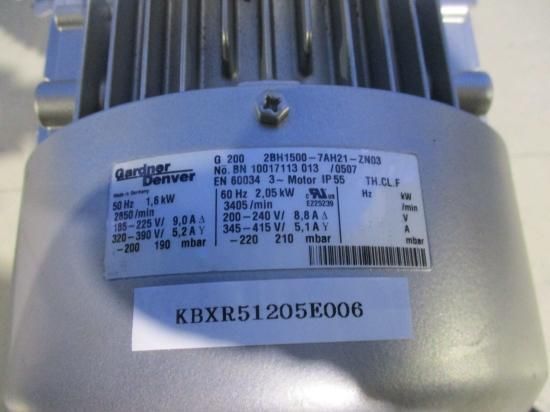 Gardner
Denver
Made in Germany
G 200 2BH1500-7AH21-ZN03
No. BN 10017113 013 /0507
EN 60034 3~ Motor IP 55 TH.CL.F
50 Hz 1,6 kW
2850/min
185-225 V/ 9,0 A Δ
320-390 V/ 5,2 A Y
-200 190 mbar
60 Hz 2,05 kW
3405/min
200-240 V/ 8,8 A Δ
345-415 V/ 5,1 A Y
-220 210 mbar
c RU us
EZ25239
Hz kW
/min
V
A
mbar
KBXR51205E006